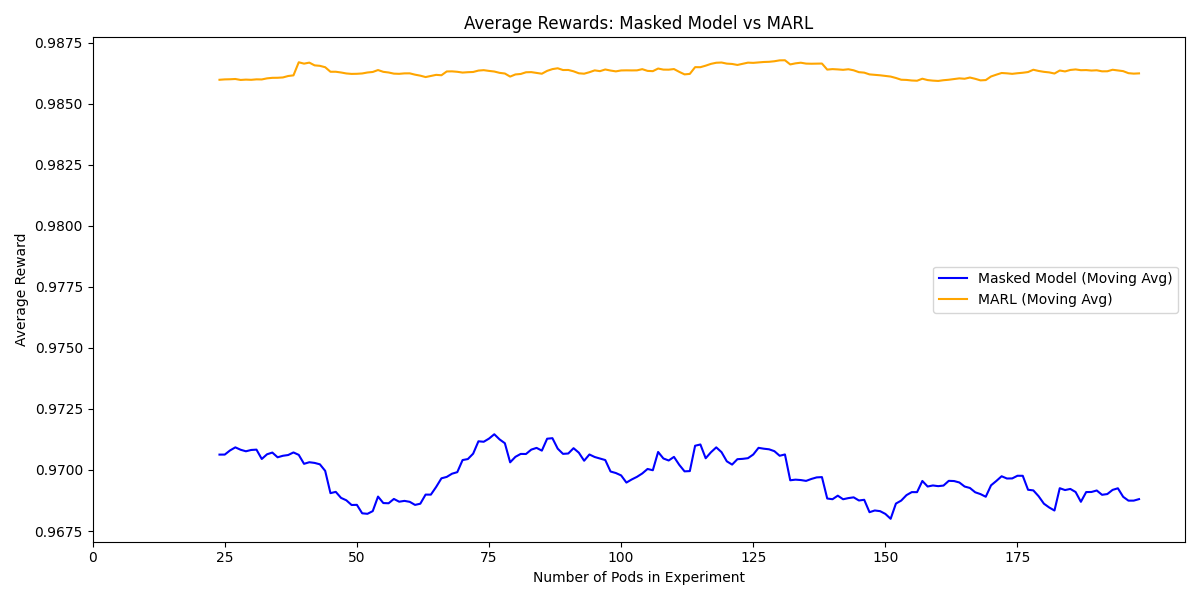 Average Rewards: Masked Model vs MARL
0.9875
0.9850
0.9825
0.9800
0.9775
0.9750
0.9725
0.9700
0.9675
Average Reward
Masked Model (Moving Avg)
MARL (Moving Avg)
0 25 50 75 100 125 150 175
Number of Pods in Experiment